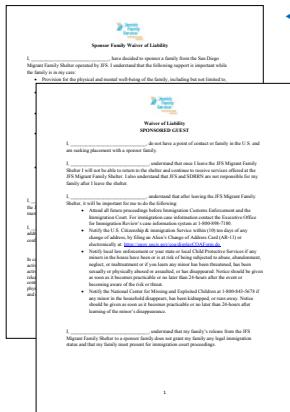 Jewish
Family
Service
Sponsor Family Waiver of Liability
I, ____________________, have decided to sponsor a family from the San Diego
Migrant Family Shelter operated by JFS. I understand that the following support is important while
the family is in my care:
• Provision for the physical and mental well-being of the family, including but not limited to,
Jewish
Family
Service
Waiver of Liability
SPONSORED GUEST
I, ____________________, do not have a point of contact or family in the U.S. and
am seeking placement with a sponsor family.
I, ____________________, understand that once I leave the JFS Migrant Family
Shelter I will not be able to return to the shelter and continue to receive services offered at the
JFS Migrant Family Shelter. I also understand that JFS and SDRRN are not responsible for my
family after I leave the shelter.
I, ____________________, understand that after leaving the JFS Migrant Family
Shelter, it will be important for me to do the following:
• Attend all future proceedings before Immigration Customs Enforcement and the
Immigration Court. For immigration case information contact the Executive Office
for Immigration Review's case information system at 1-800-898-7180.
• Notify the U.S. Citizenship & immigration Service within (10) ten days of any
change of address, by filing an Alien's Change of Address Card (AR-11) or
electronically at:
• Notify local law enforcement or your state or local Child Protective Services if any
minors in the house have been or is at risk of being subjected to abuse, abandonment,
neglect, or maltreatment or if you learn any minor has been threatened, has been
sexually or physically abused or assaulted, or has disappeared. Notice should be given
as soon as it becomes practicable or no later than 24-hours after the event or
becoming aware of the risk or threat.
• Notify the National Center for Missing and Exploited Children at 1-800-843-5678 if
any minor in the household disappears, has been kidnapped, or runs away. Notice
should be given as soon as it becomes practicable or no later than 24-hours after
learning of the minor's disappearance.
I, ____________________, understand that my family's release from the JFS
Migrant Family Shelter to a sponsor family does not grant my family any legal immigration
status and that my family must present for immigration court proceedings.
1